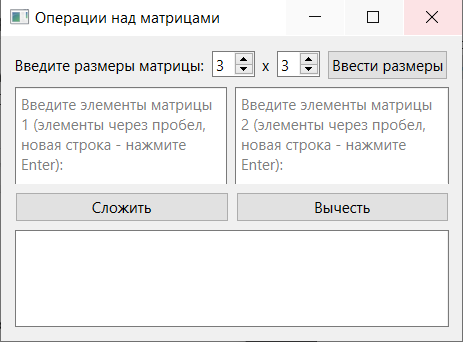 Операции над матрицами
Введите размеры матрицы: 3 x 3 Ввести размеры
Введите элементы матрицы
1 (элементы через пробел,
новая строка - нажмите
Enter):
Введите элементы матрицы
2 (элементы через пробел,
новая строка - нажмите
Enter):
Сложить
Вычесть